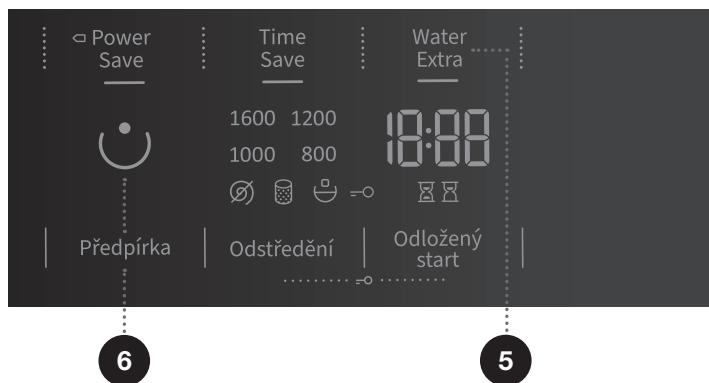 Power Save
Time Save
Water Extra
1600 1200
1000 800
18:88
Předpírka
Odstředění
Odložený start
6
5